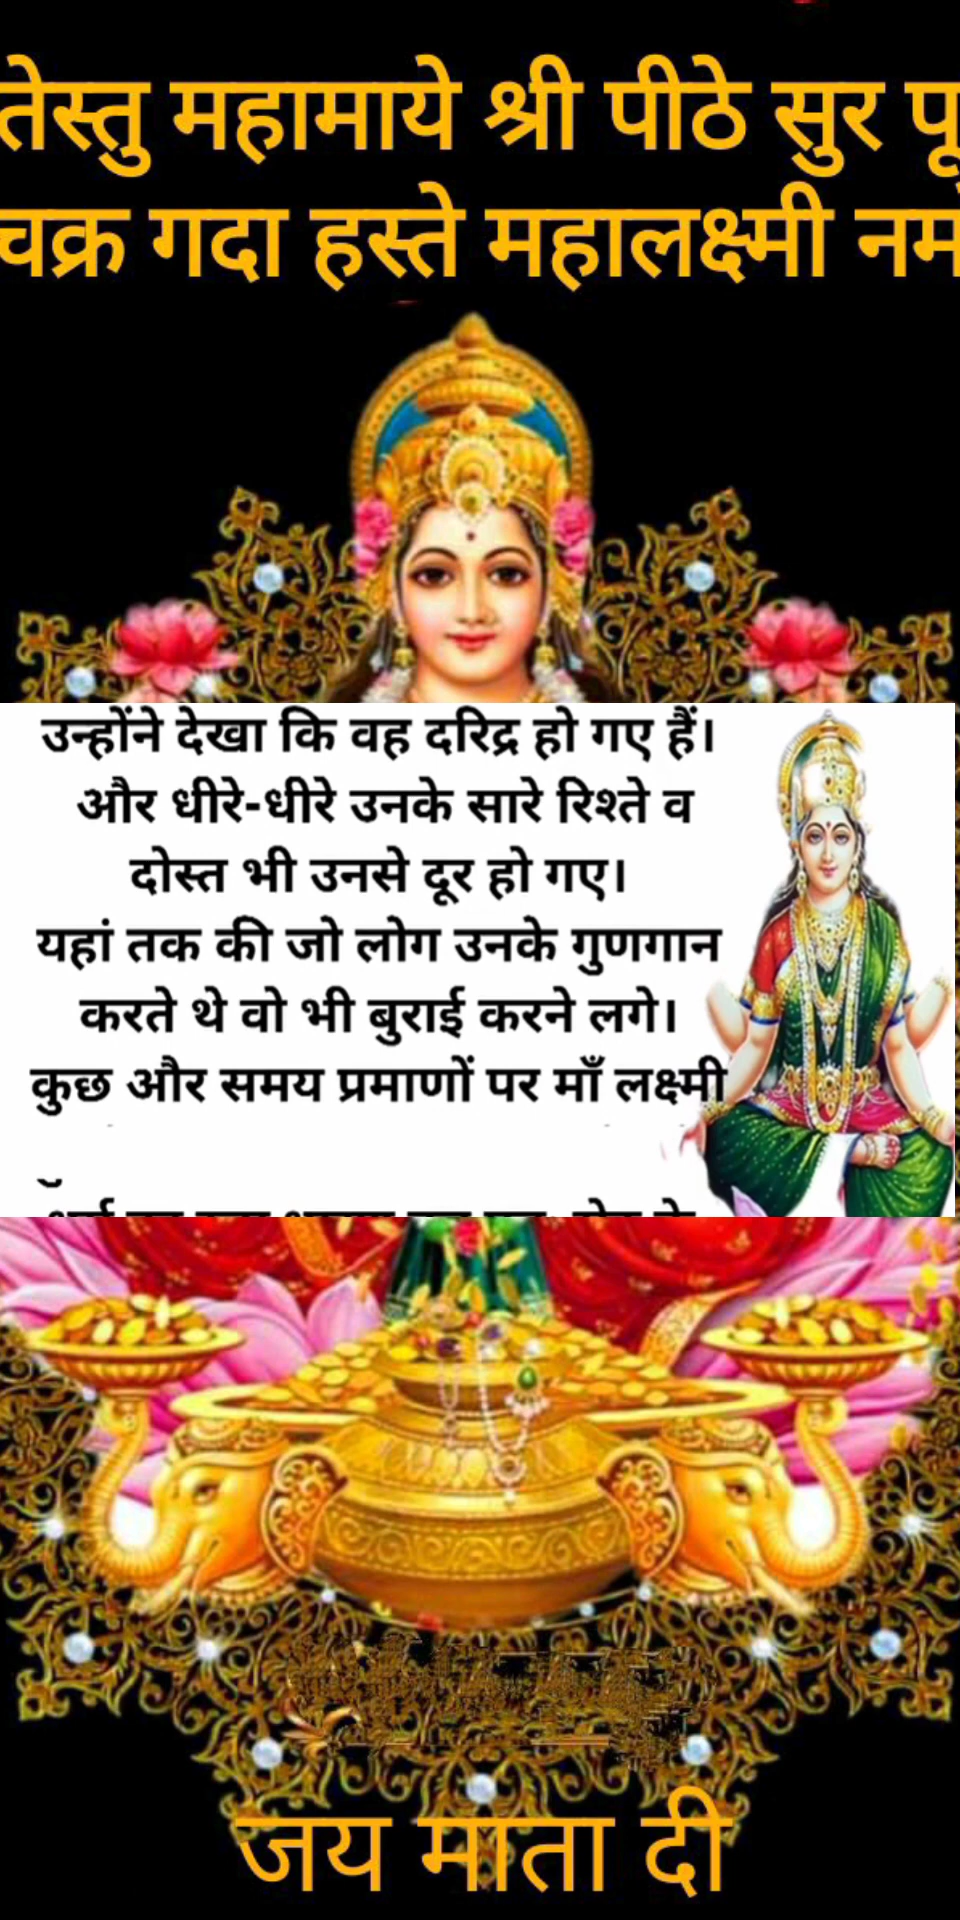 तेस्तु महामाये श्री पीठे सुर पू
चक्र गदा हस्ते महालक्ष्मी नमो
उन्होंने देखा कि वह दरिद्र हो गए हैं।
और धीरे-धीरे उनके सारे रिश्ते व
दोस्त भी उनसे दूर हो गए।
यहां तक की जो लोग उनके गुणगान
करते थे वो भी बुराई करने लगे।
कुछ और समय प्रमाणों पर माँ लक्ष्मी
जय माता दी